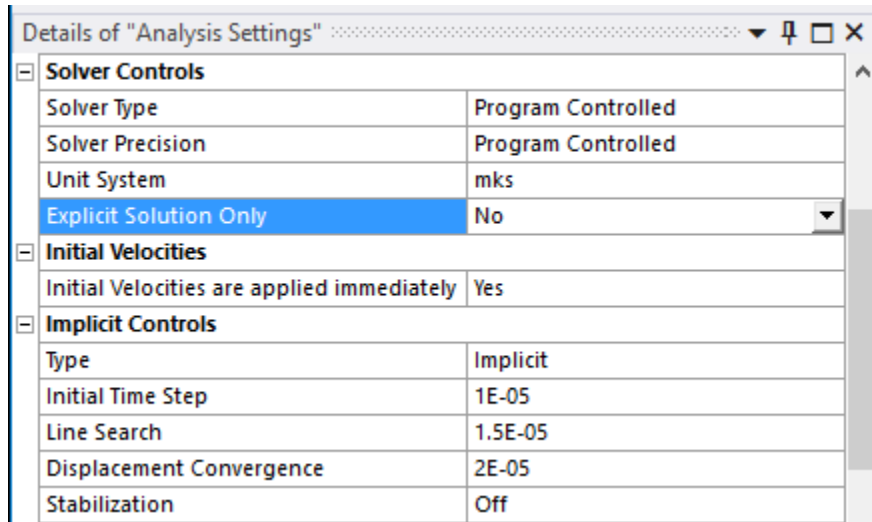 Details of "Analysis Settings"
Solver Controls
Solver Type Program Controlled
Solver Precision Program Controlled
Unit System mks
Explicit Solution Only No
Initial Velocities
Initial Velocities are applied immediately Yes
Implicit Controls
Type Implicit
Initial Time Step 1E-05
Line Search 1.5E-05
Displacement Convergence 2E-05
Stabilization Off